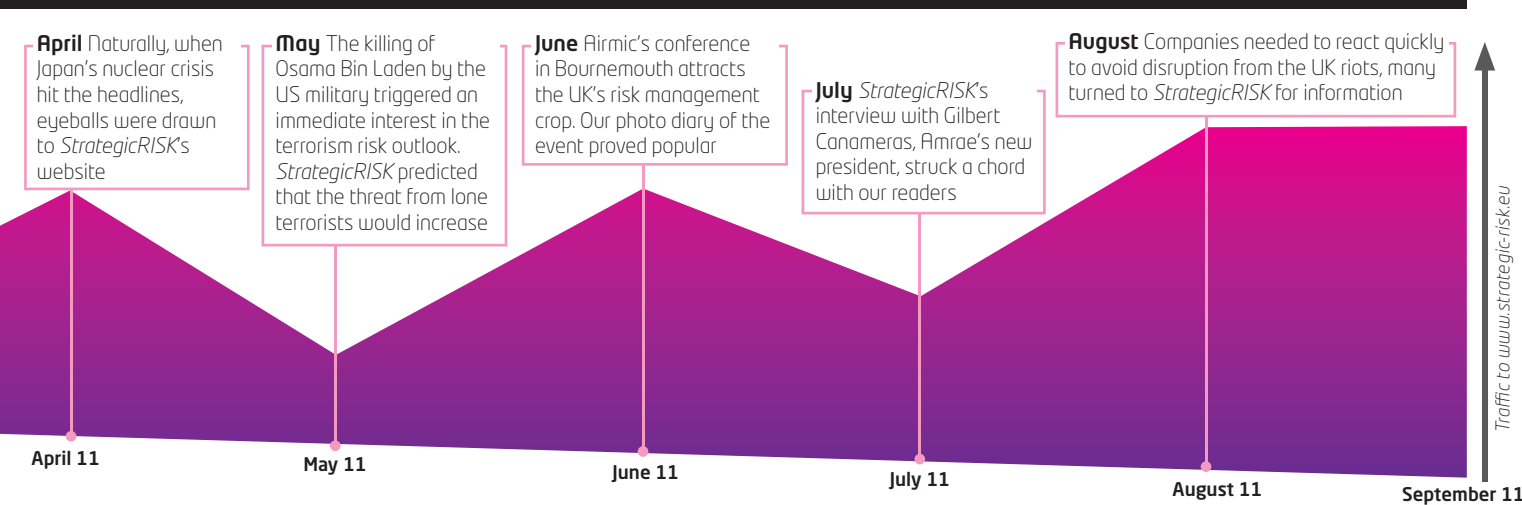 April Naturally, when
Japan's nuclear crisis
hit the headlines,
eyeballs were drawn
to StrategicRISK's
website
May The killing of
Osama Bin Laden by the
US military triggered an
immediate interest in the
terrorism risk outlook.
StrategicRISK predicted
that the threat from lone
terrorists would increase
June Airmic's conference
in Bournemouth attracts
the UK's risk management
crop. Our photo diary of the
event proved popular
July StrategicRISK's
interview with Gilbert
Canameras, Amrae's new
president, struck a chord
with our readers
August Companies needed to react quickly
to avoid disruption from the UK riots, many
turned to StrategicRISK for information
Traffic to www.strategic-risk.eu
April 11
May 11
June 11
July 11
August 11
September 11